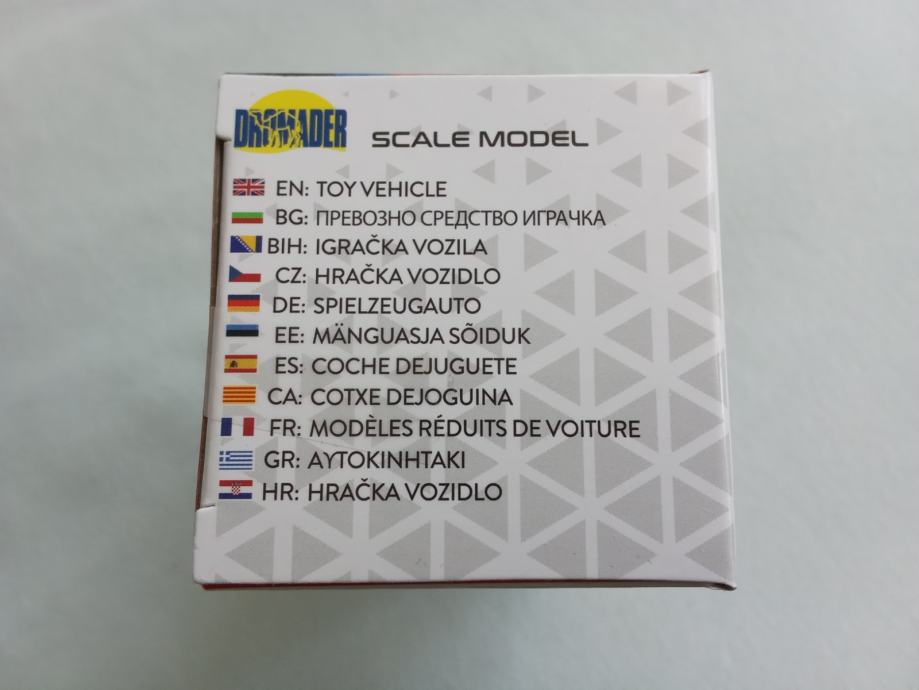 DROMADER
SCALE MODEL
EN: TOY VEHICLE
BG: ПРЕВОЗНО СРЕДСТВО ИГРАЧКА
BIH: IGRAČKA VOZILA
CZ: HRAČKA VOZIDLO
DE: SPIELZEUGAUTO
EE: MÄNGUASJA SÕIDUK
ES: COCHE DEJUGUETE
CA: COTXE DEJOGUINA
FR: MODÈLES RÉDUITS DE VOITURE
GR: ΑΥΤΟΚΙΝΗΤΑΚΙ
HR: HRAČKA VOZIDLO